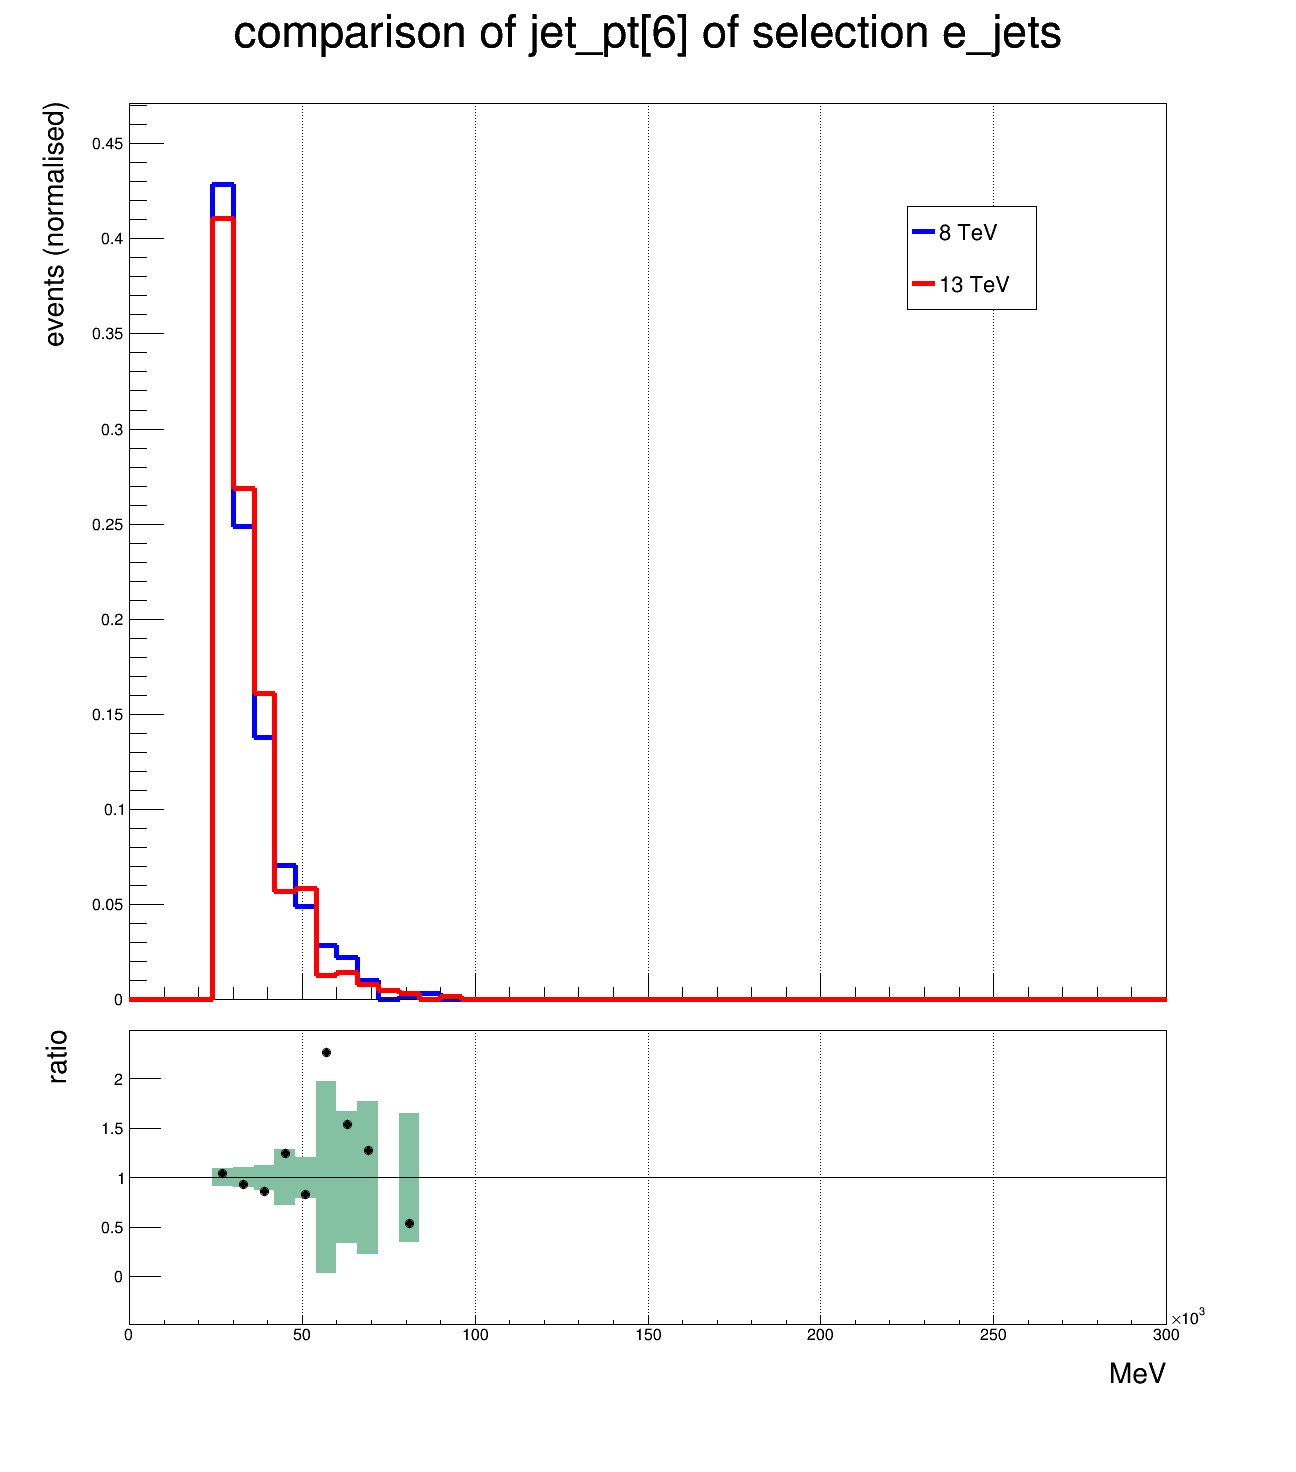 comparison of jet_pt[6] of selection e_jets
events (normalised)
0.45
0.4
0.35
0.3
0.25
0.2
0.15
0.1
0.05
0
8 TeV
13 TeV
ratio
2
1.5
1
0.5
0
0 50 100 150 200 250 300
×10³
MeV